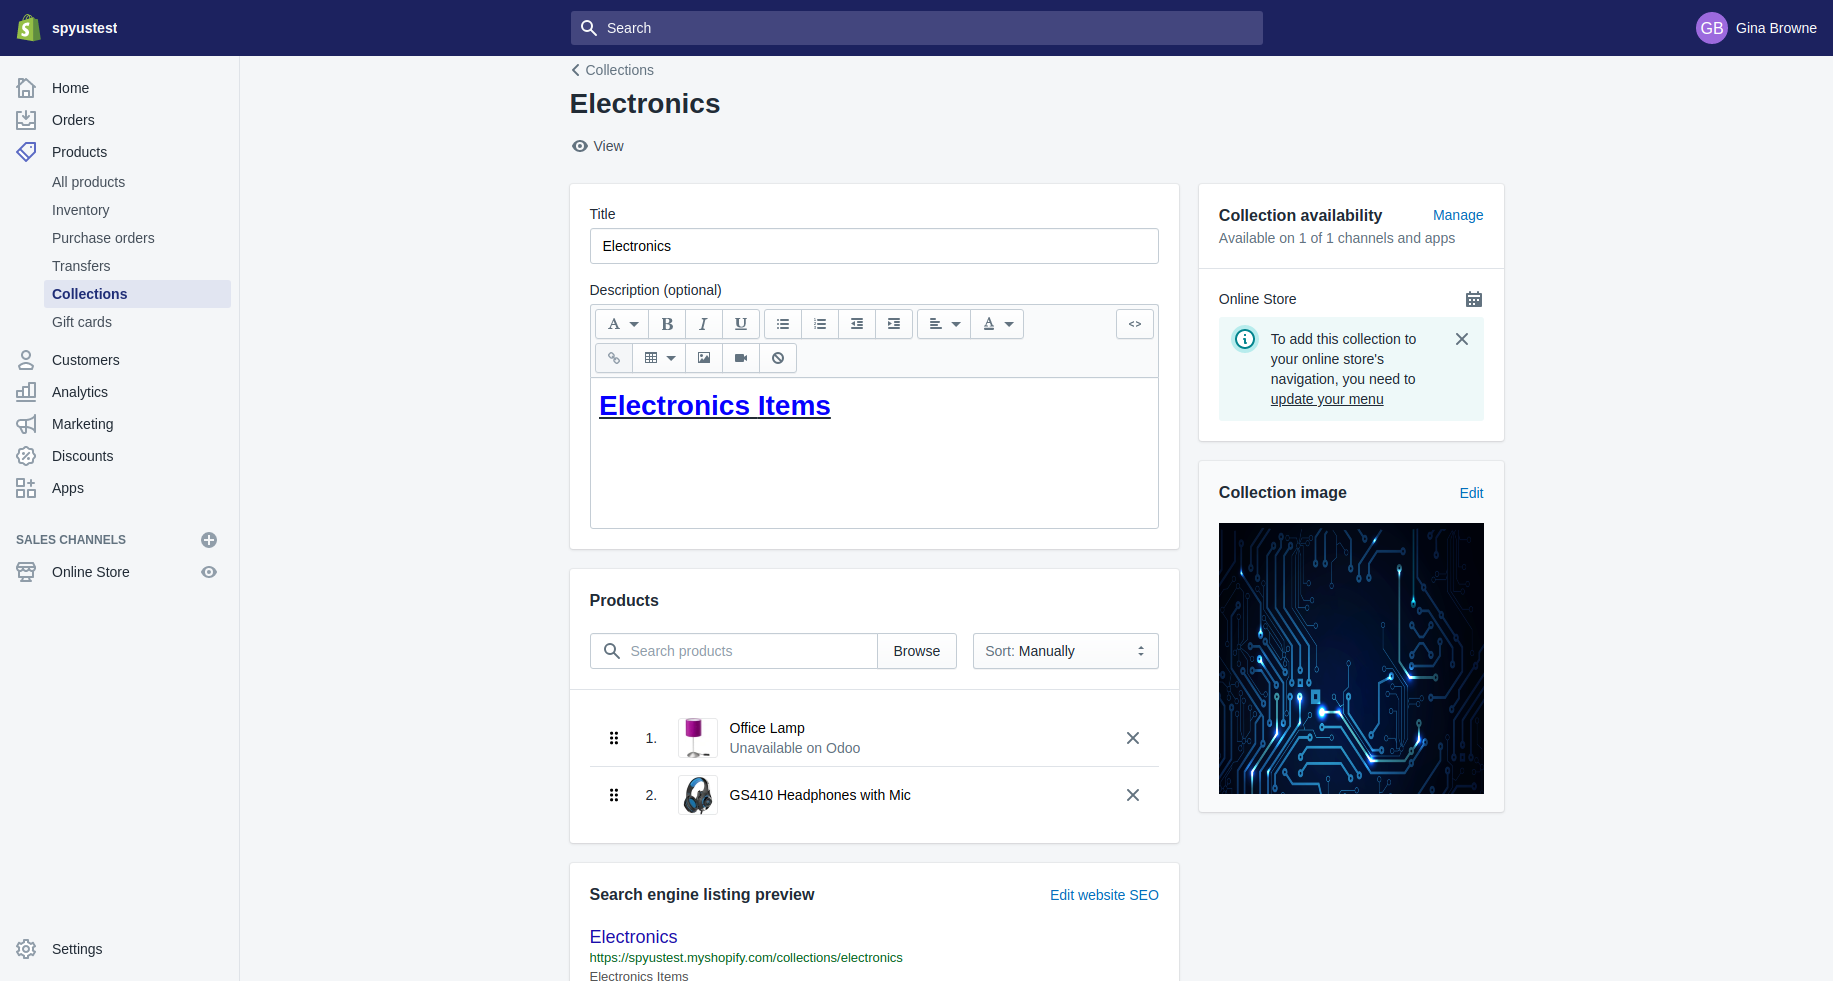 spyustest
Search
GB
Gina Browne
Home
Orders
Products
All products
Inventory
Purchase orders
Transfers
Collections
Gift cards
Customers
Analytics
Marketing
Discounts
Apps
SALES CHANNELS
Online Store
Settings
Collections
Electronics
View
Title
Electronics
Description (optional)
A
B
I
U
A
<>
Electronics Items
Products
Search products
Browse
Sort: Manually
1.
Office Lamp
Unavailable on Odoo
2.
GS410 Headphones with Mic
Search engine listing preview
Edit website SEO
Electronics
https://spyustest.myshopify.com/collections/electronics
Electronics Items
Collection availability
Manage
Available on 1 of 1 channels and apps
Online Store
To add this collection to
your online store's
navigation, you need to
update your menu
Collection image
Edit